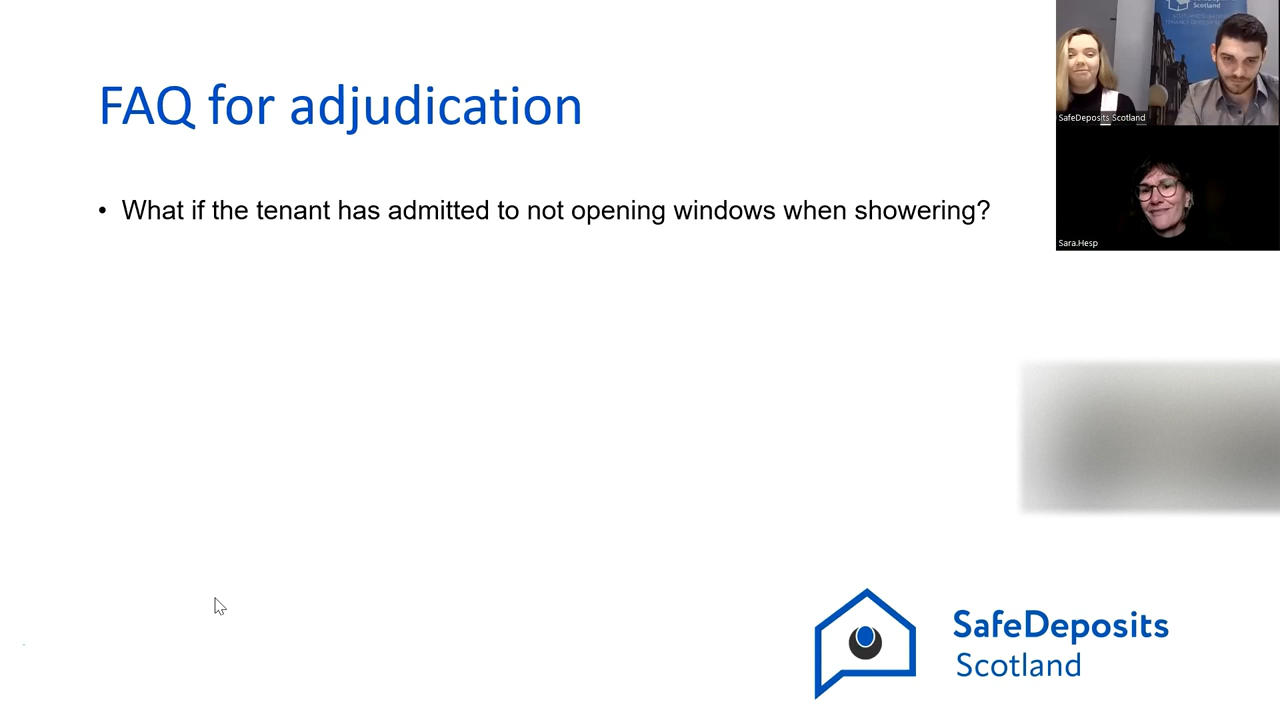 FAQ for adjudication
• What if the tenant has admitted to not opening windows when showering?
Scotland
SafeDeposits Scotland
Sara.Hesp
SafeDeposits
Scotland